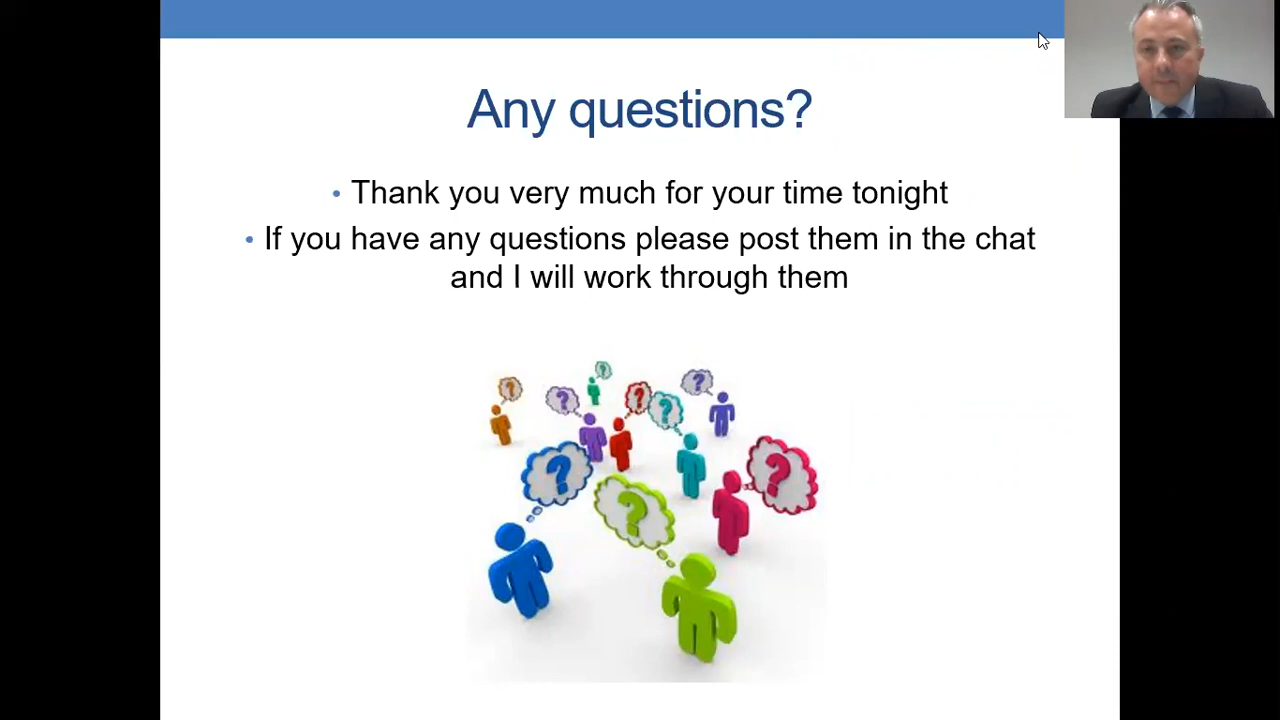 Any questions?
• Thank you very much for your time tonight
• If you have any questions please post them in the chat
and I will work through them
? ? ? ? ? ?
? ? ?